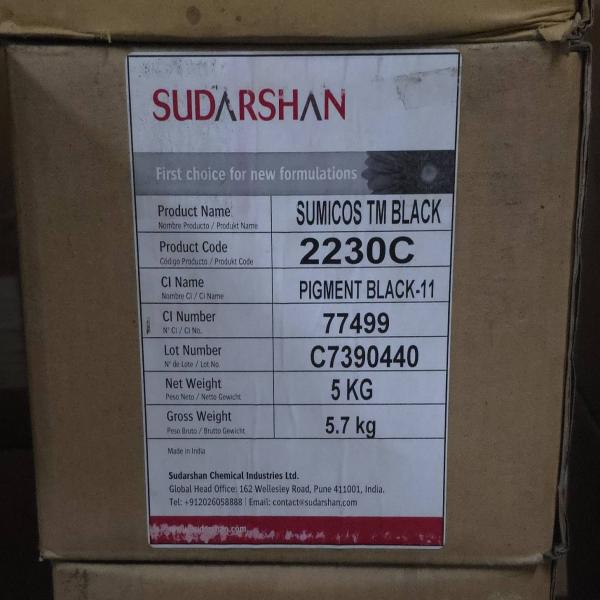 SUDARSHAN
First choice for new formulations
Product Name SUMICOS TM BLACK
Nombre Producto / Produkt Name
Product Code 2230C
Código Producto / Produkt Code
CI Name PIGMENT BLACK-11
Nombre CI / CI Name
CI Number 77499
N° CI / CI No.
Lot Number C7390440
N° de Lote / Lot No.
Net Weight 5 KG
Peso Neto / Netto Gewicht
Gross Weight 5.7 kg
Peso Bruto / Brutto Gewicht
Made in India
Sudarshan Chemical Industries Ltd.
Global Head Office: 162 Wellesley Road, Pune 411001, India.
Tel: +912026058888 | Email: contact@sudarshan.com